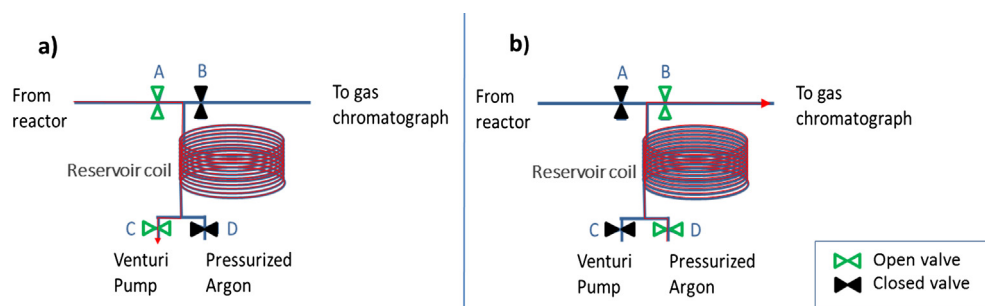 a)
A
B
From
reactor
To gas
chromatograph
Reservoir coil
C
D
Venturi
Pump
Pressurized
Argon
b)
A
B
From
reactor
To gas
chromatograph
Reservoir coil
C
D
Venturi
Pump
Pressurized
Argon
Open valve
Closed valve